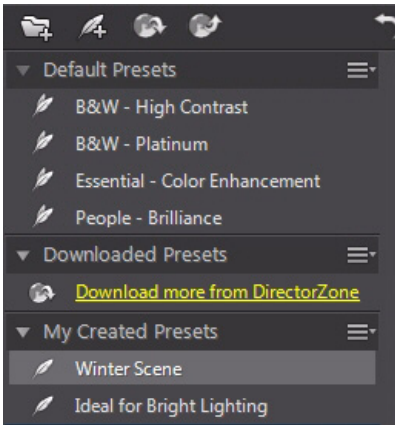 Default Presets
B&W - High Contrast
B&W - Platinum
Essential - Color Enhancement
People - Brilliance
Downloaded Presets
Download more from DirectorZone
My Created Presets
Winter Scene
Ideal for Bright Lighting